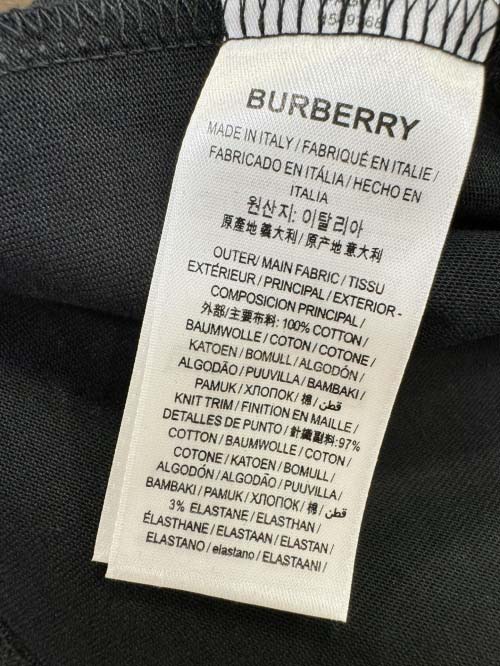 BURBERRY
MADE IN ITALY / FABRIQUÉ EN ITALIE /
FABRICADO EN ITÁLIA / HECHO EN
ITALIA
원산지: 이탈리아
原產地 義大利 / 原产地 意大利
OUTER/ MAIN FABRIC / TISSU
EXTÉRIEUR / PRINCIPAL / EXTERIOR -
COMPOSICION PRINCIPAL /
外部/主要布料: 100% COTTON /
BAUMWOLLE / COTON / COTONE /
KATOEN / BOMULL / ALGODÓN /
ALGODÃO / PUUVILLA / BAMBAKI /
PAMUK / ХЛОПОК / 棉 / قطن /
KNIT TRIM / FINITION EN MAILLE /
DETALLES DE PUNTO / 針織副料: 97%
COTTON / BAUMWOLLE / COTON /
COTONE / KATOEN / BOMULL /
ALGODÓN / ALGODÃO / PUUVILLA /
BAMBAKI / PAMUK / ХЛОПОК / 棉 / قطن
3% ELASTANE / ELASTHAN /
ÉLASTHANE / ELASTAAN / ELASTAN /
ELASTANO / elastano / ELASTAANI /